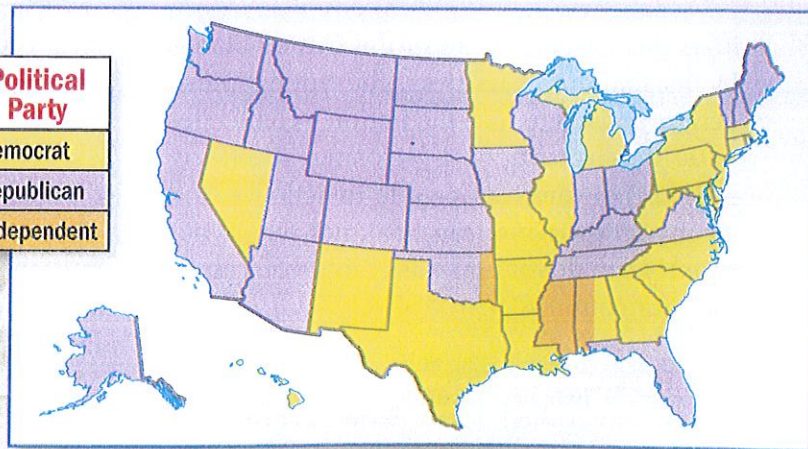 Political
Party
emocrat
epublican
dependent